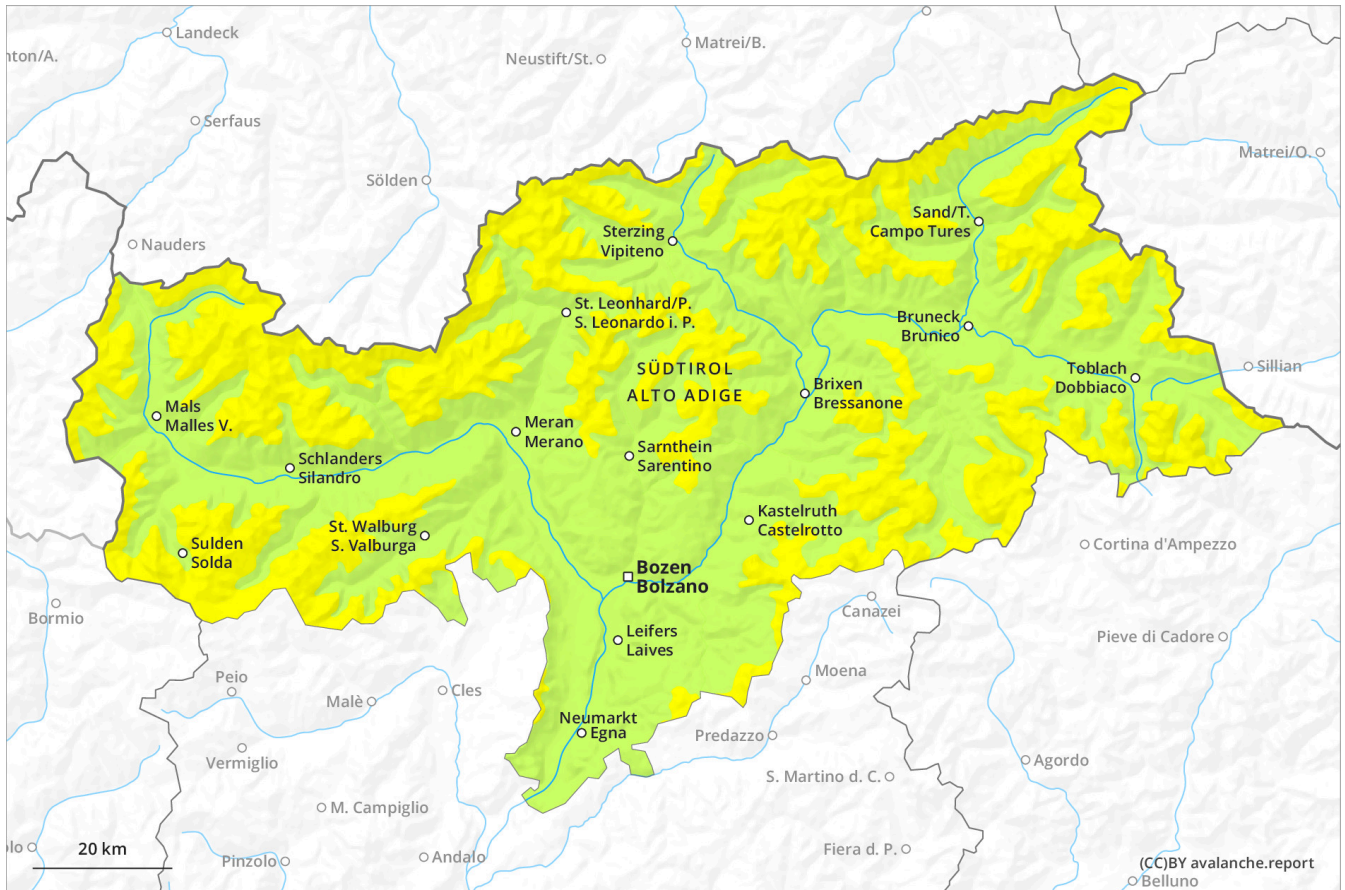 Landeck
Matrei/B.
nton/A.
Neustift/St.
Serfaus
Matrei/O.
Sölden
Sand/T.
Campo Tures
Nauders
Sterzing
Vipiteno
St. Leonhard/P.
S. Leonardo i. P.
Bruneck
Brunico
SÜDTIROL
ALTO ADIGE
Toblach
Dobbiaco
Sillian
Brixen
Bressanone
Mals
Malles V.
Meran
Merano
Sarnthein
Sarentino
Schlanders
Silandro
Kastelruth
Castelrotto
St. Walburg
S. Valburga
Sulden
Solda
Cortina d'Ampezzo
Bozen
Bolzano
Bormio
Canazei
Leifers
Laives
Pieve di Cadore
Peio
Moena
Malè
Cles
Neumarkt
Egna
Predazzo
Vermiglio
Agordo
S. Martino d. C.
M. Campiglio
lo
20 km
Pinzolo
Andalo
Fiera d. P.
(CC)BY avalanche.report
Belluno